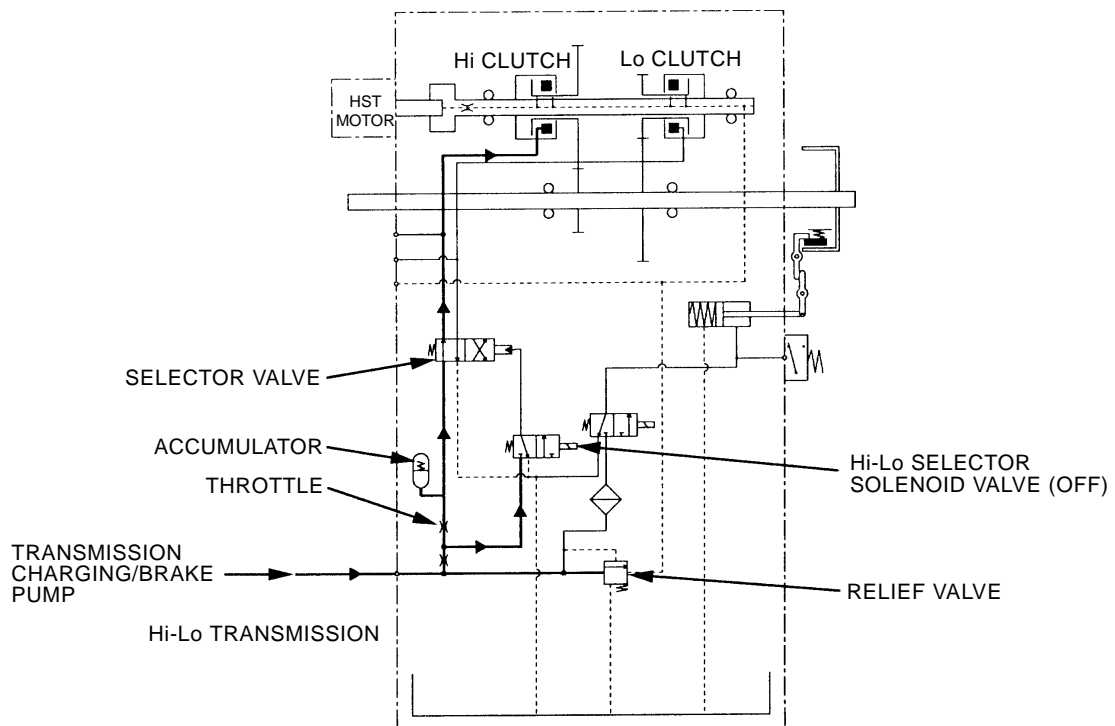 Hi CLUTCH
Lo CLUTCH
HST
MOTOR
SELECTOR VALVE
ACCUMULATOR
THROTTLE
Hi-Lo SELECTOR
SOLENOID VALVE (OFF)
TRANSMISSION
CHARGING/BRAKE
PUMP
RELIEF VALVE
Hi-Lo TRANSMISSION